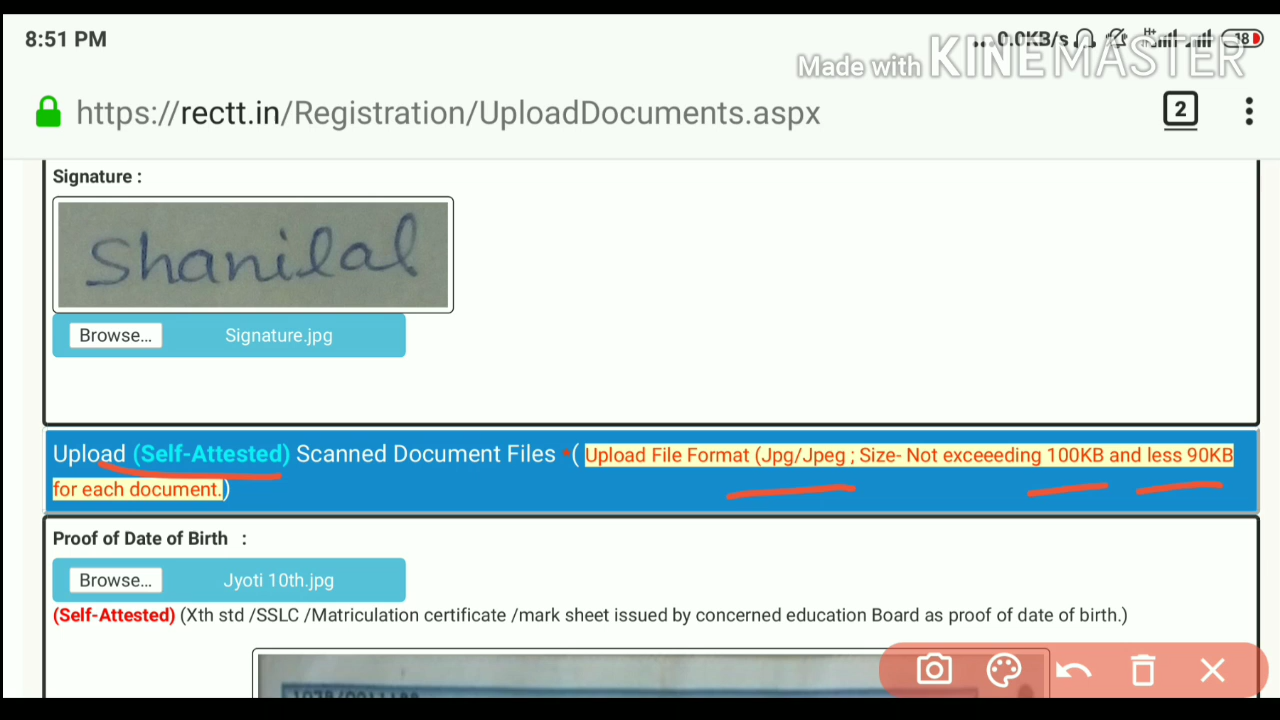 8:51 PM
...0.0KB/s
H+
18
Made with KINEMASTER
https://rectt.in/Registration/UploadDocuments.aspx
2
Signature :
Shanilal
Browse... Signature.jpg
Upload (Self-Attested) Scanned Document Files *( Upload File Format (Jpg/Jpeg ; Size- Not exceeeding 100KB and less 90KB
for each document.)
Proof of Date of Birth :
Browse... Jyoti 10th.jpg
(Self-Attested) (Xth std /SSLC /Matriculation certificate /mark sheet issued by concerned education Board as proof of date of birth.)